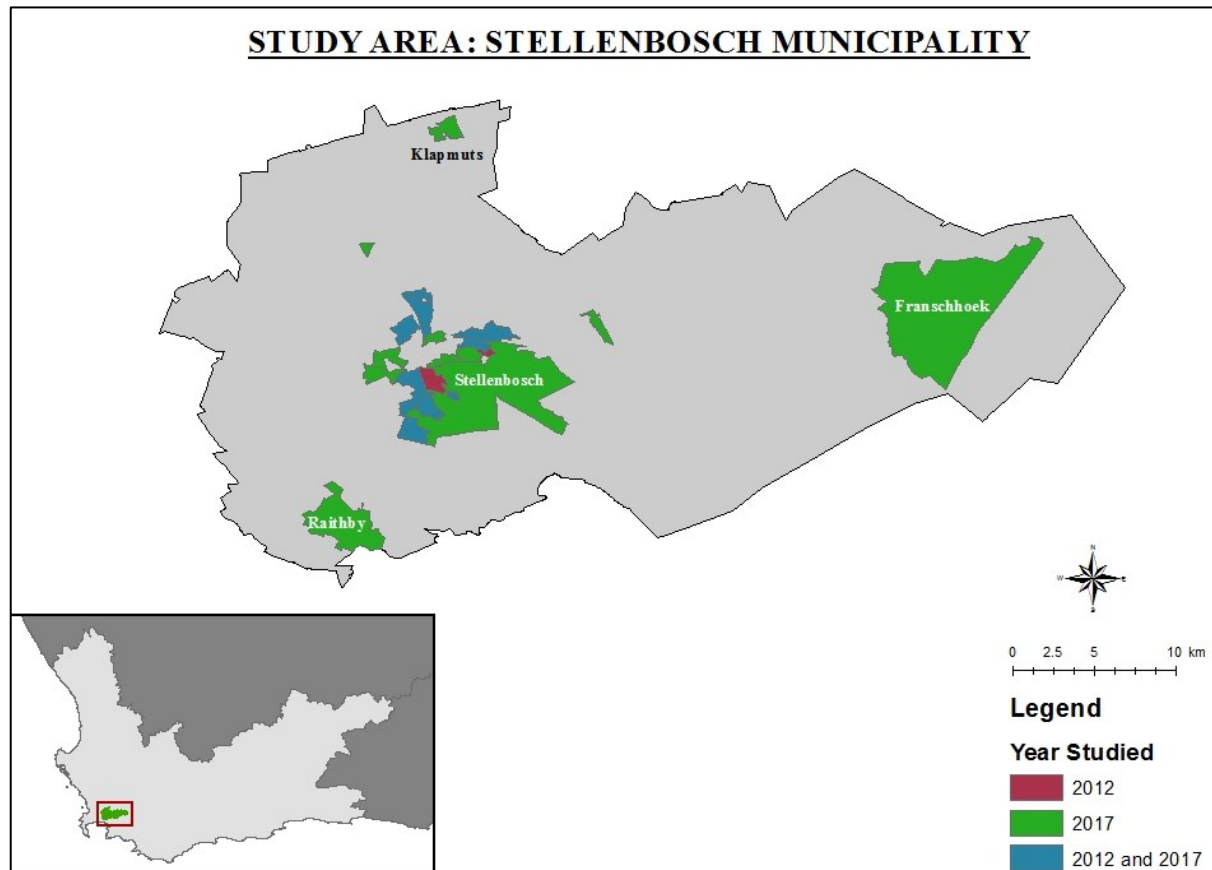 STUDY AREA: STELLENBOSCH MUNICIPALITY
Klapmuts
Franschhoek
Stellenbosch
Raithby
N
W E
S
0 2.5 5 10 km
Legend
Year Studied
2012
2017
2012 and 2017